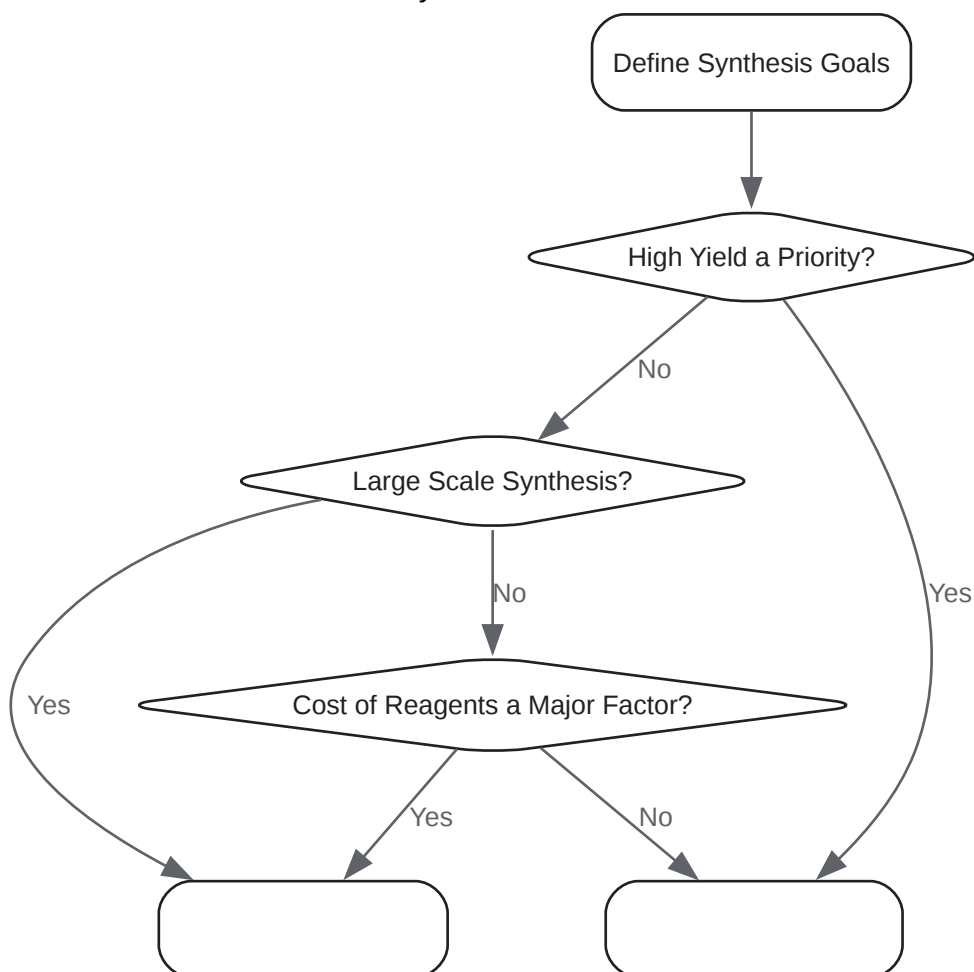 Define Synthesis Goals
High Yield a Priority?
No
Large Scale Synthesis?
No
Yes
Yes
Cost of Reagents a Major Factor?
Yes
No